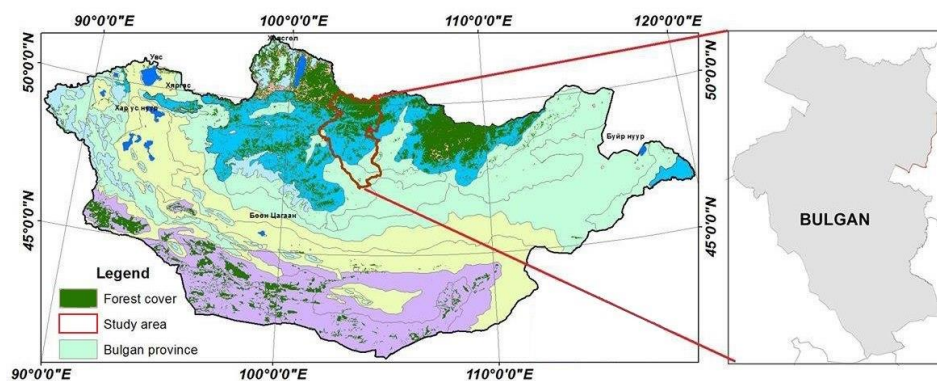 90°0'0"E 100°0'0"E 110°0'0"E 120°0'0"E
50°0'0"N
45°0'0"N
Увс
Хяргас
Хар ус нуур
Буйр нуур
Боон Цагаан
50°0'0"N
45°0'0"N
Legend
Forest cover
Study area
Bulgan province
90°0'0"E 100°0'0"E 110°0'0"E
BULGAN